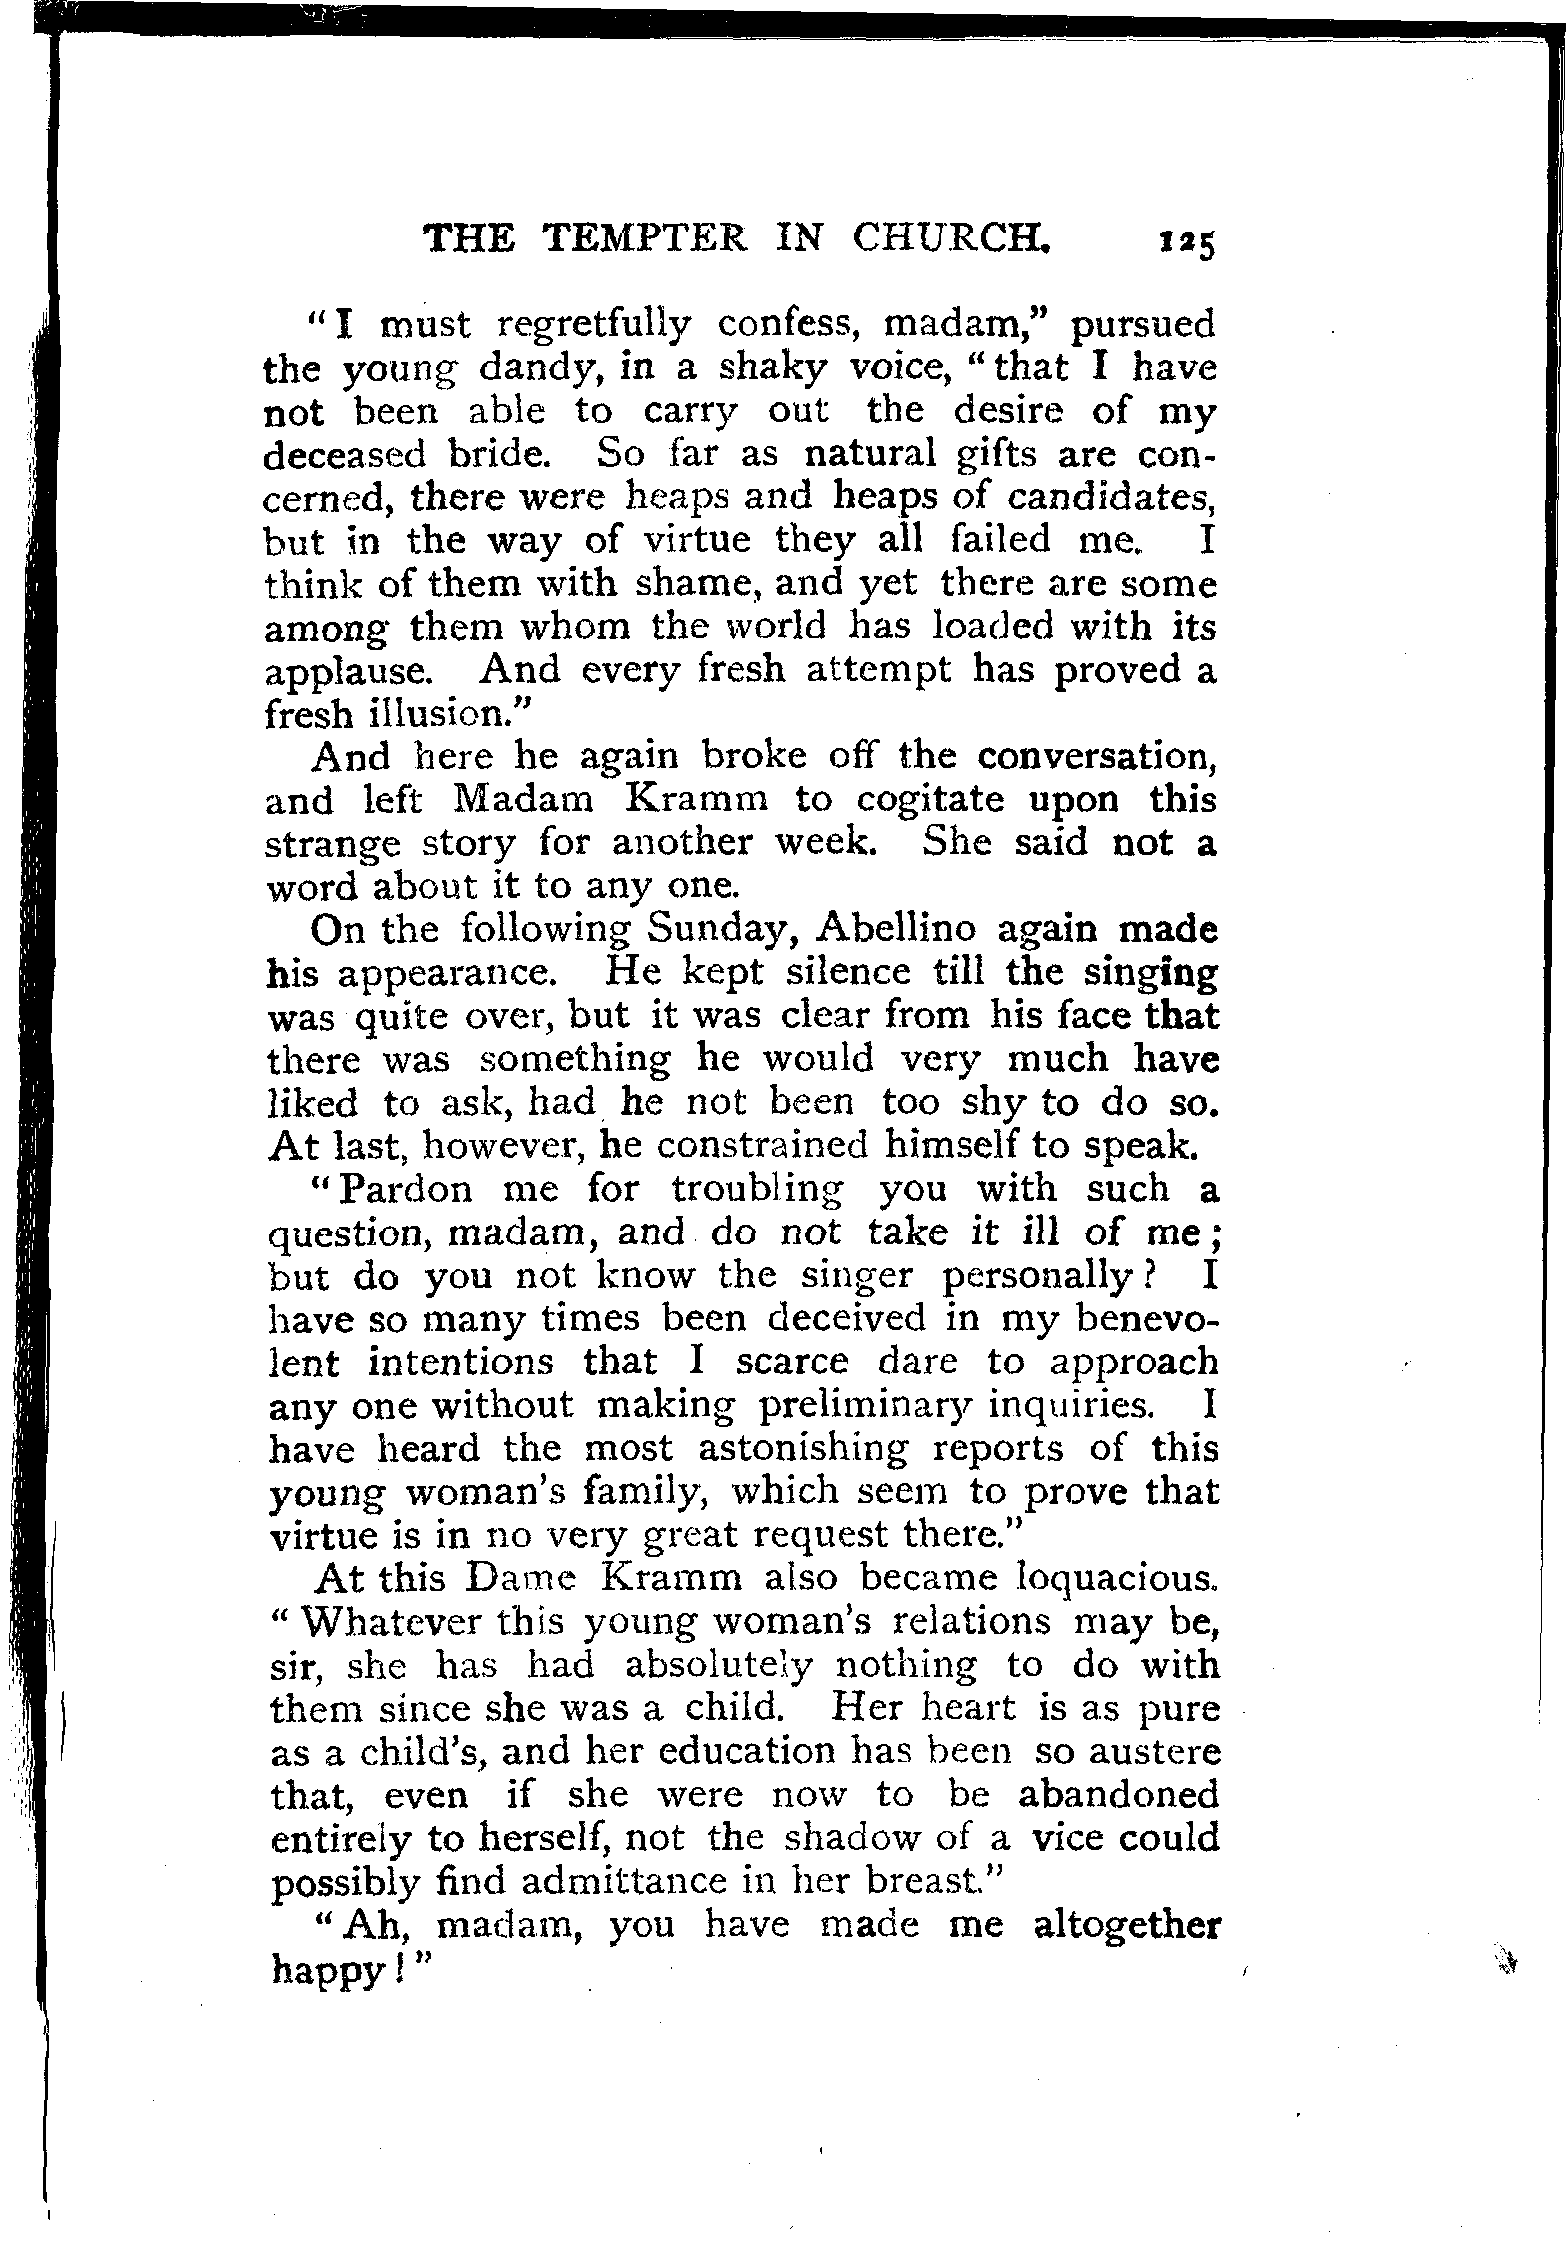 THE TEMPTER IN CHURCH. 125
"I must regretfully confess, madam," pursued
the young dandy, in a shaky voice, "that I have
not been able to carry out the desire of my
deceased bride. So far as natural gifts are con-
cerned, there were heaps and heaps of candidates,
but in the way of virtue they all failed me. I
think of them with shame, and yet there are some
among them whom the world has loaded with its
applause. And every fresh attempt has proved a
fresh illusion."
And here he again broke off the conversation,
and left Madam Kramm to cogitate upon this
strange story for another week. She said not a
word about it to any one.
On the following Sunday, Abellino again made
his appearance. He kept silence till the singing
was quite over, but it was clear from his face that
there was something he would very much have
liked to ask, had he not been too shy to do so.
At last, however, he constrained himself to speak.
"Pardon me for troubling you with such a
question, madam, and do not take it ill of me;
but do you not know the singer personally? I
have so many times been deceived in my benevo-
lent intentions that I scarce dare to approach
any one without making preliminary inquiries. I
have heard the most astonishing reports of this
young woman's family, which seem to prove that
virtue is in no very great request there."
At this Dame Kramm also became loquacious.
"Whatever this young woman's relations may be,
sir, she has had absolutely nothing to do with
them since she was a child. Her heart is as pure
as a child's, and her education has been so austere
that, even if she were now to be abandoned
entirely to herself, not the shadow of a vice could
possibly find admittance in her breast."
"Ah, madam, you have made me altogether
happy!"